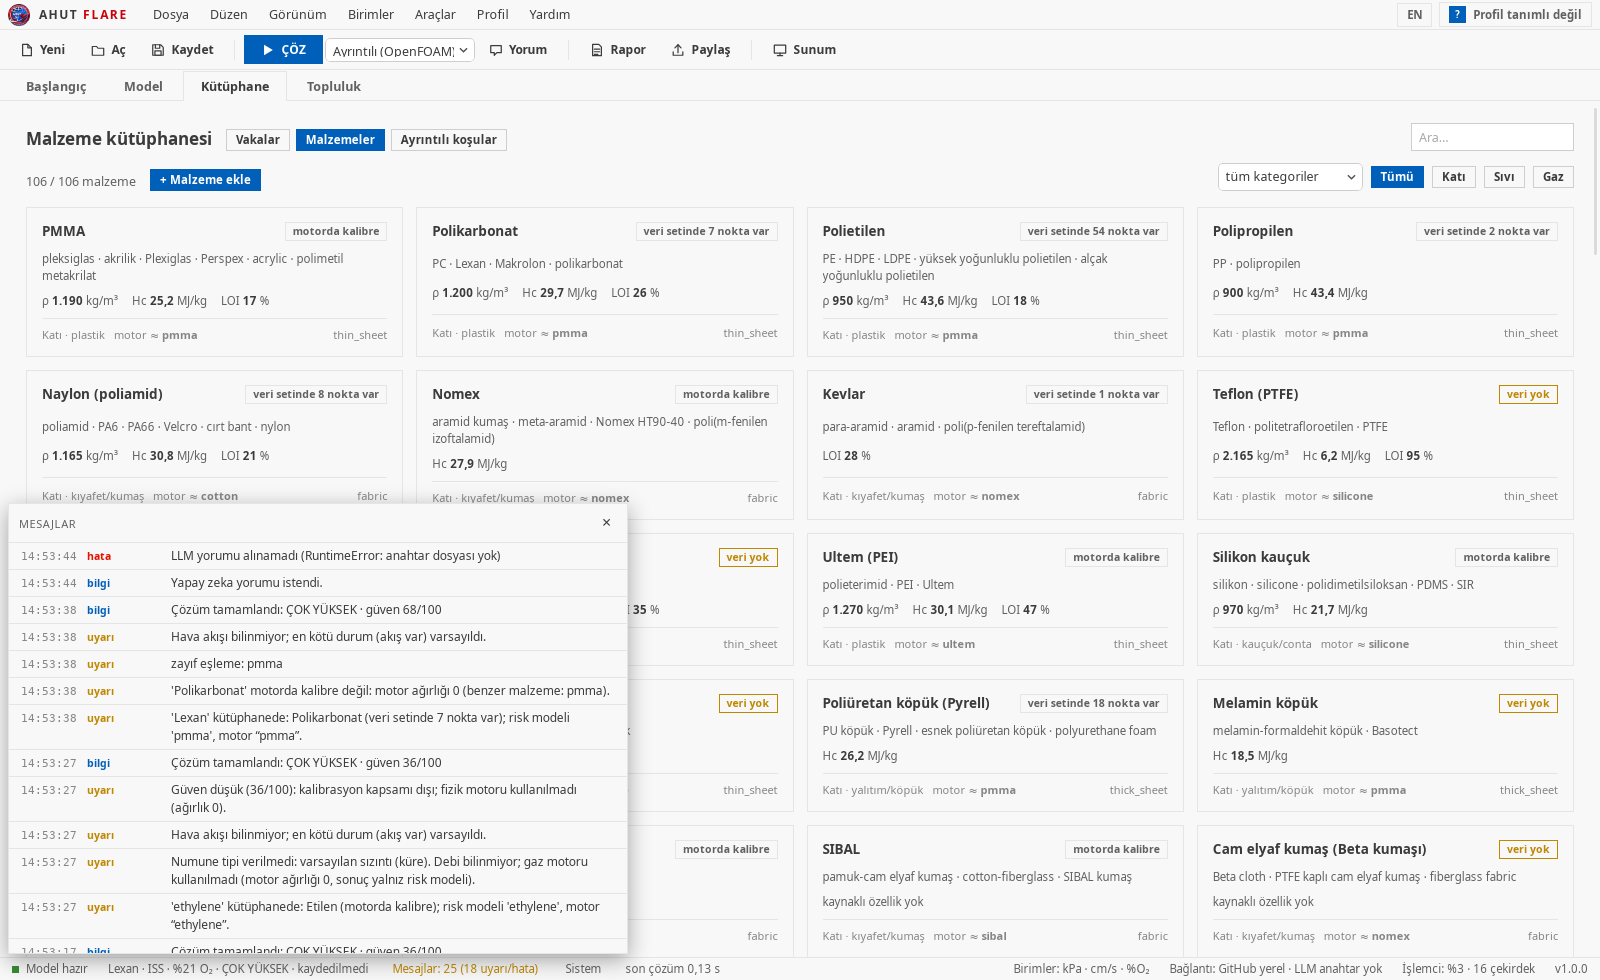 AHUT FLARE
Dosya
Düzen
Görünüm
Birimler
Araçlar
Profil
Yardım
EN
? Profil tanımlı değil
Yeni
Aç
Kaydet
ÇÖZ
Ayrıntılı (OpenFOAM)
Yorum
Rapor
Paylaş
Sunum
Başlangıç
Model
Kütüphane
Topluluk
Malzeme kütüphanesi
Vakalar
Malzemeler
Ayrıntılı koşular
Ara...
106 / 106 malzeme
+ Malzeme ekle
tüm kategoriler
Tümü
Katı
Sıvı
Gaz
PMMA
motorda kalibre
pleksiglas · akrilik · Plexiglas · Perspex · acrylic · polimetil
metakrilat
ρ 1.190 kg/m³ Hc 25,2 MJ/kg LOI 17 %
Katı · plastik motor ≈ pmma
thin_sheet
Polikarbonat
veri setinde 7 nokta var
PC · Lexan · Makrolon · polikarbonat
ρ 1.200 kg/m³ Hc 29,7 MJ/kg LOI 26 %
Katı · plastik motor ≈ pmma
thin_sheet
Polietilen
veri setinde 54 nokta var
PE · HDPE · LDPE · yüksek yoğunluklu polietilen · alçak
yoğunluklu polietilen
ρ 950 kg/m³ Hc 43,6 MJ/kg LOI 18 %
Katı · plastik motor ≈ pmma
thin_sheet
Polipropilen
veri setinde 2 nokta var
PP · polipropilen
ρ 900 kg/m³ Hc 43,4 MJ/kg
Katı · plastik motor ≈ pmma
thin_sheet
Naylon (poliamid)
veri setinde 8 nokta var
poliamid · PA6 · PA66 · Velcro · cırt bant · nylon
ρ 1.165 kg/m³ Hc 30,8 MJ/kg LOI 21 %
Katı · kıyafet/kumaş motor ≈ cotton
fabric
Nomex
motorda kalibre
aramid kumaş · meta-aramid · Nomex HT90-40 · poli(m-fenilen
izoftalamid)
Hc 27,9 MJ/kg
Katı · kıyafet/kumaş motor ≈ nomex
fabric
Kevlar
veri setinde 1 nokta var
para-aramid · aramid · poli(p-fenilen tereftalamid)
LOI 28 %
Katı · kıyafet/kumaş motor ≈ nomex
fabric
Teflon (PTFE)
veri yok
Teflon · politetrafloroetilen · PTFE
ρ 2.165 kg/m³ Hc 6,2 MJ/kg LOI 95 %
Katı · plastik motor ≈ silicone
thin_sheet
veri yok
35 %
thin_sheet
Ultem (PEI)
motorda kalibre
polieterimid · PEI · Ultem
ρ 1.270 kg/m³ Hc 30,1 MJ/kg LOI 47 %
Katı · plastik motor ≈ ultem
thin_sheet
Silikon kauçuk
motorda kalibre
silikon · silicone · polidimetilsiloksan · PDMS · SIR
ρ 970 kg/m³ Hc 21,7 MJ/kg
Katı · kauçuk/conta motor ≈ silicone
thin_sheet
veri yok
thin_sheet
Poliüretan köpük (Pyrell)
veri setinde 18 nokta var
PU köpük · Pyrell · esnek poliüretan köpük · polyurethane foam
Hc 26,2 MJ/kg
Katı · yalıtım/köpük motor ≈ pmma
thick_sheet
Melamin köpük
veri yok
melamin-formaldehit köpük · Basotect
Hc 18,5 MJ/kg
Katı · yalıtım/köpük motor ≈ pmma
thick_sheet
motorda kalibre
fabric
SIBAL
motorda kalibre
pamuk-cam elyaf kumaş · cotton-fiberglass · SIBAL kumaş
kaynaklı özellik yok
Katı · kıyafet/kumaş motor ≈ sibal
fabric
Cam elyaf kumaş (Beta kumaşı)
veri yok
Beta cloth · PTFE kaplı cam elyaf kumaş · fiberglass fabric
kaynaklı özellik yok
Katı · kıyafet/kumaş motor ≈ nomex
fabric
MESAJLAR
×
14:53:44 hata LLM yorumu alınamadı (RuntimeError: anahtar dosyası yok)
14:53:44 bilgi Yapay zeka yorumu istendi.
14:53:38 bilgi Çözüm tamamlandı: ÇOK YÜKSEK · güven 68/100
14:53:38 uyarı Hava akışı bilinmiyor; en kötü durum (akış var) varsayıldı.
14:53:38 uyarı zayıf eşleme: pmma
14:53:38 uyarı 'Polikarbonat' motorda kalibre değil: motor ağırlığı 0 (benzer malzeme: pmma).
14:53:38 uyarı 'Lexan' kütüphanede: Polikarbonat (veri setinde 7 nokta var); risk modeli
'pmma', motor “pmma”.
14:53:27 bilgi Çözüm tamamlandı: ÇOK YÜKSEK · güven 36/100
14:53:27 uyarı Güven düşük (36/100): kalibrasyon kapsamı dışı; fizik motoru kullanılmadı
(ağırlık 0).
14:53:27 uyarı Hava akışı bilinmiyor; en kötü durum (akış var) varsayıldı.
14:53:27 uyarı Numune tipi verilmedi: varsayılan sızıntı (küre). Debi bilinmiyor; gaz motoru
kullanılmadı (motor ağırlığı 0, sonuç yalnız risk modeli).
14:53:27 uyarı 'ethylene' kütüphanede: Etilen (motorda kalibre); risk modeli 'ethylene', motor
“ethylene”.
14:53:17 bilgi Çözüm tamamlandı: ÇOK YÜKSEK · güven 36/100
Model hazır
Lexan · ISS · %21 O₂ · ÇOK YÜKSEK · kaydedilmedi
Mesajlar: 25 (18 uyarı/hata)
Sistem
son çözüm 0,13 s
Birimler: kPa · cm/s · %O₂
Bağlantı: GitHub yerel · LLM anahtar yok
İşlemci: %3 · 16 çekirdek
v1.0.0